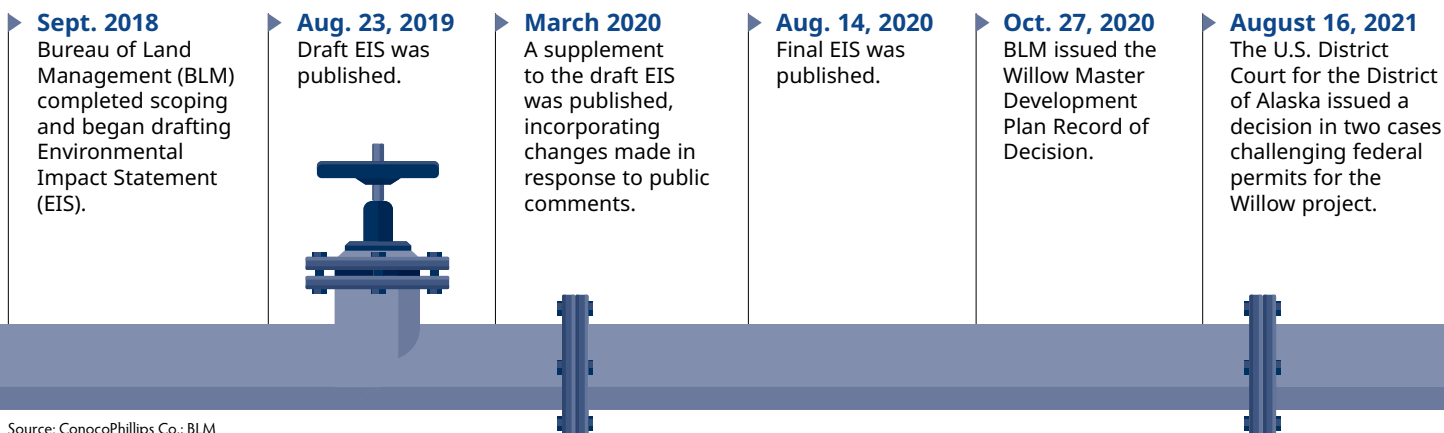 Sept. 2018
Bureau of Land
Management (BLM)
completed scoping
and began drafting
Environmental
Impact Statement
(EIS).
Aug. 23, 2019
Draft EIS was
published.
March 2020
A supplement
to the draft EIS
was published,
incorporating
changes made in
response to public
comments.
Aug. 14, 2020
Final EIS was
published.
Oct. 27, 2020
BLM issued the
Willow Master
Development
Plan Record of
Decision.
August 16, 2021
The U.S. District
Court for the District
of Alaska issued a
decision in two cases
challenging federal
permits for the
Willow project.
Source: ConocoPhillips Co.; BLM